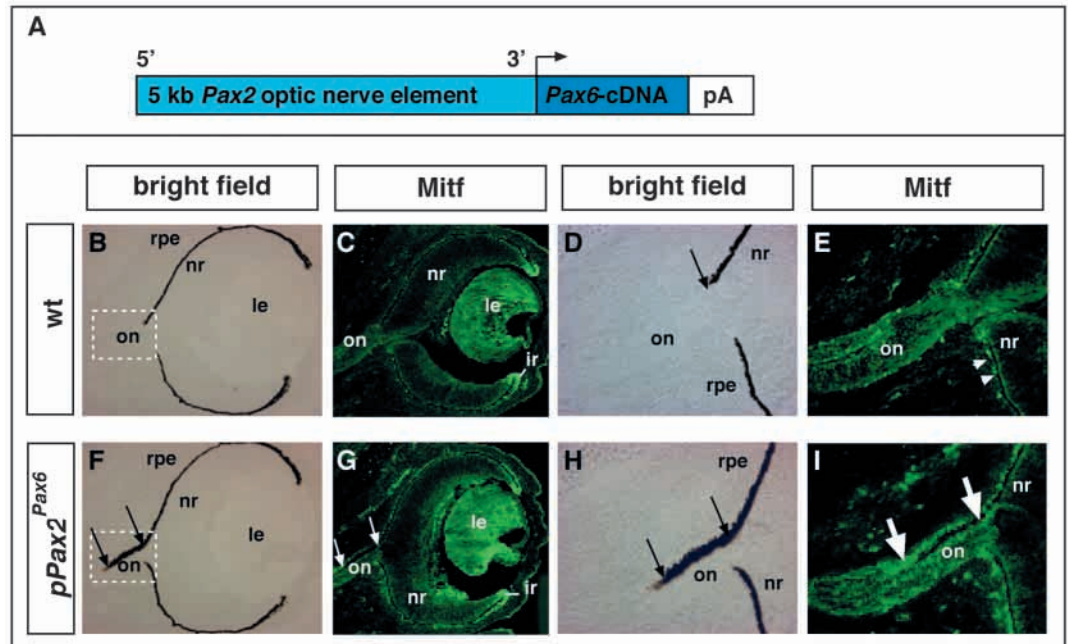 A
5’ 3’
5 kb Pax2 optic nerve element Pax6-cDNA pA
bright field Mitf bright field Mitf
wt
B rpe nr le on
C nr le on ir
D nr on rpe
E nr on
pPax2^Pax6
F rpe nr le on
G le on nr ir
H rpe on nr
I nr on